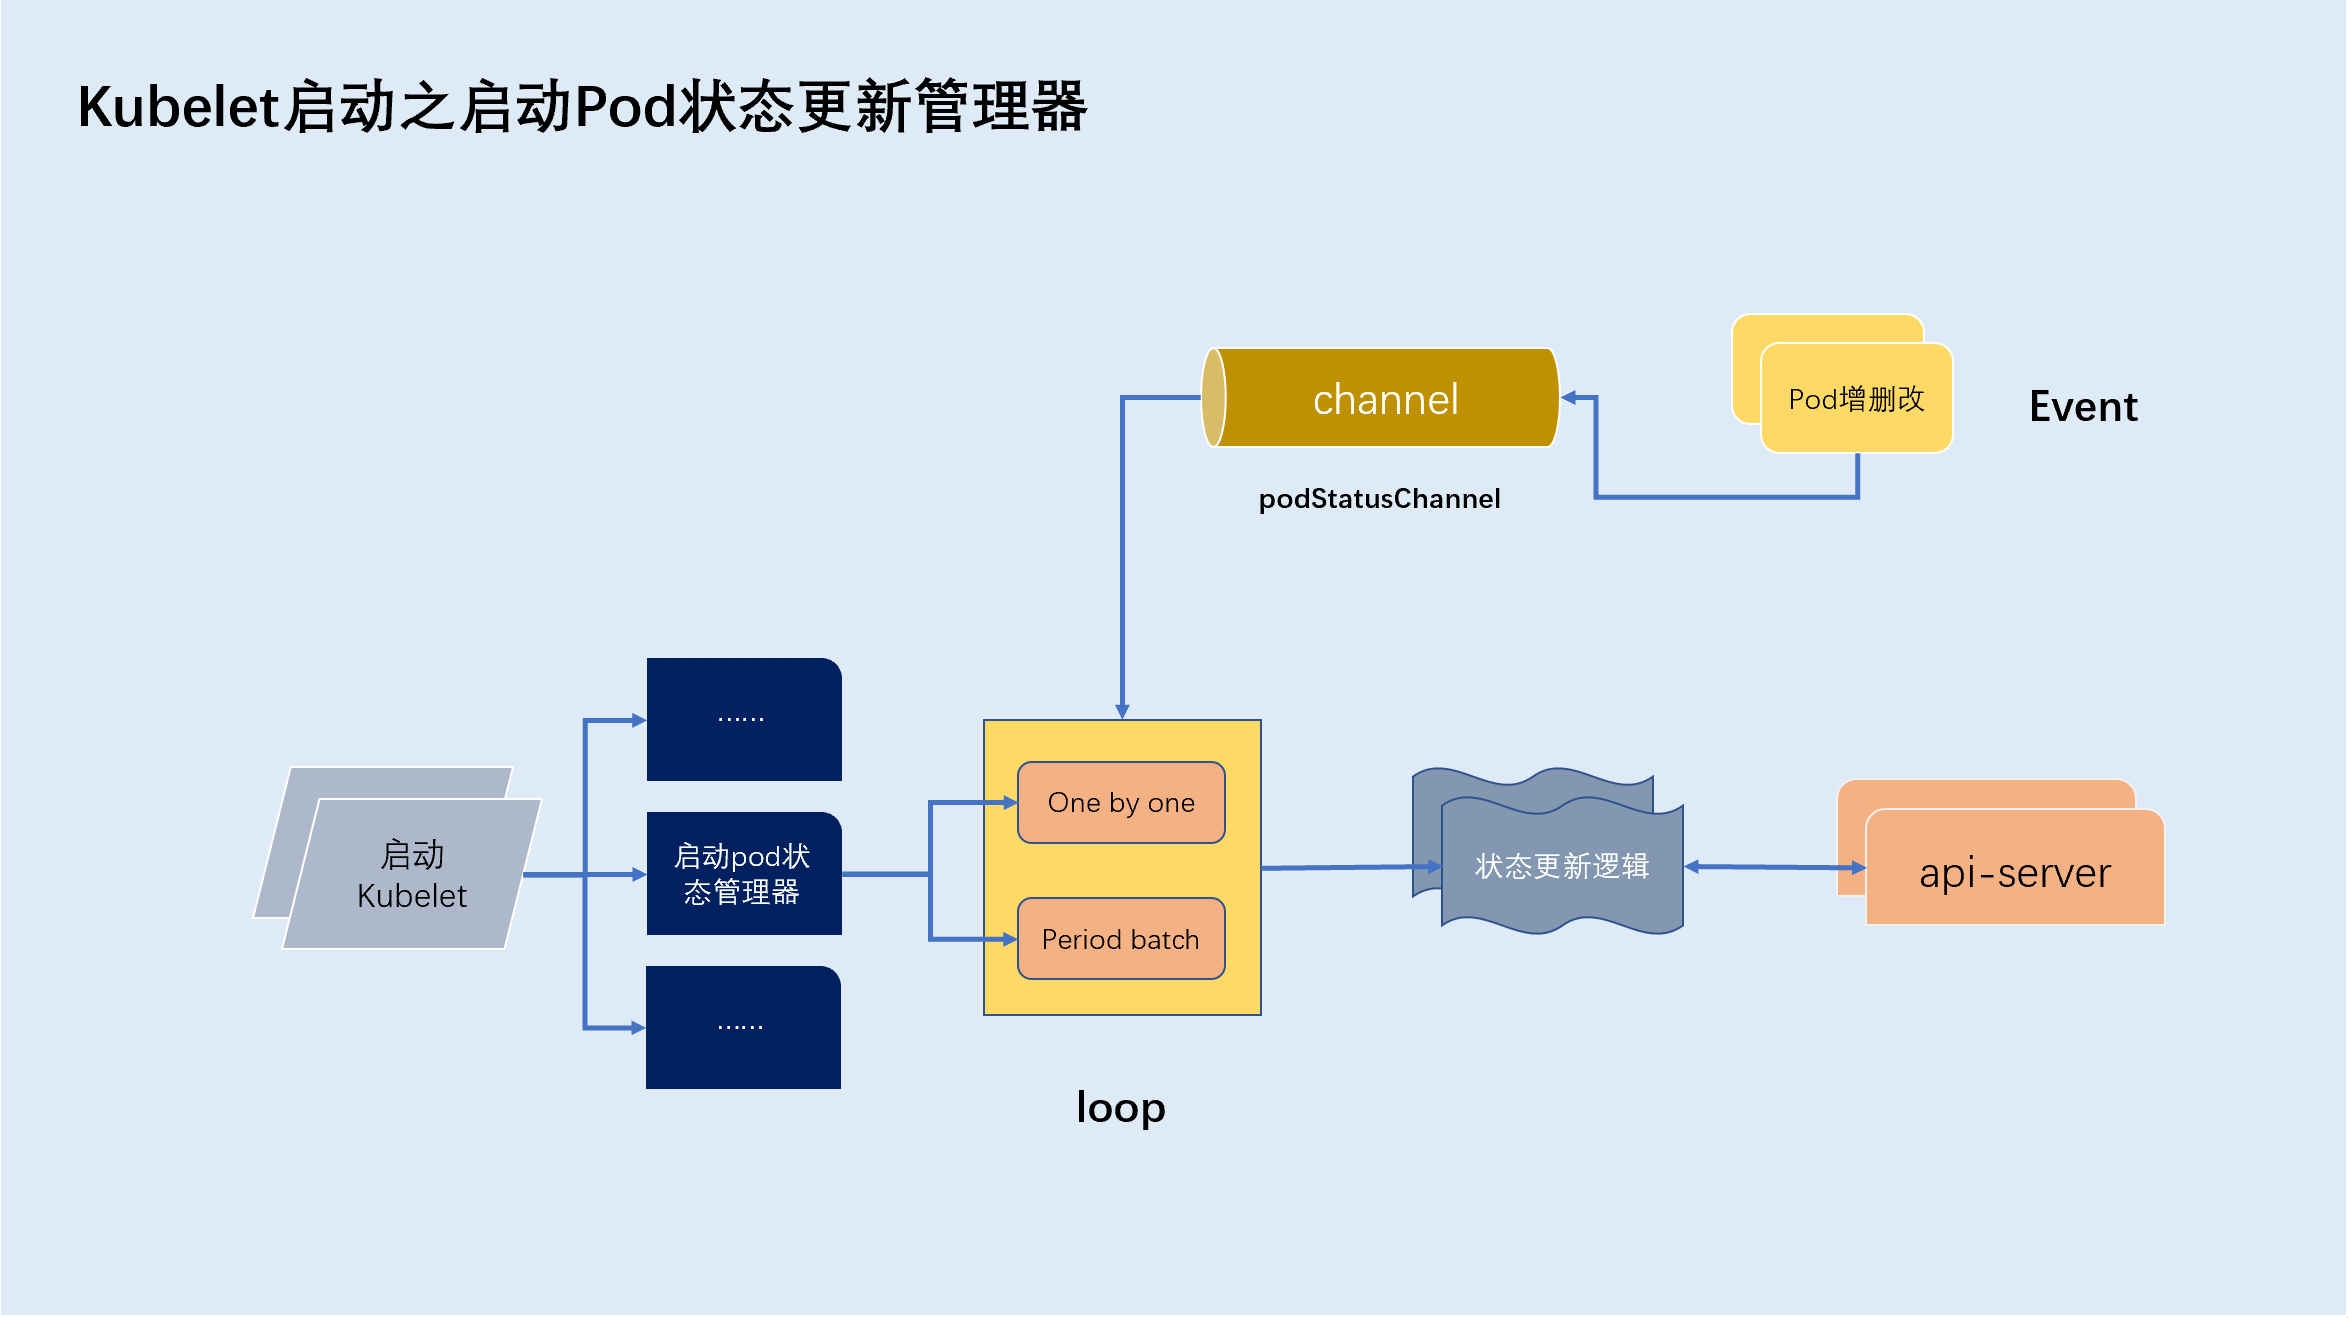 Kubelet启动之启动Pod状态更新管理器
channel
Pod增删改
Event
podStatusChannel
……
启动
Kubelet
启动pod状
态管理器
……
One by one
Period batch
loop
状态更新逻辑
api-server